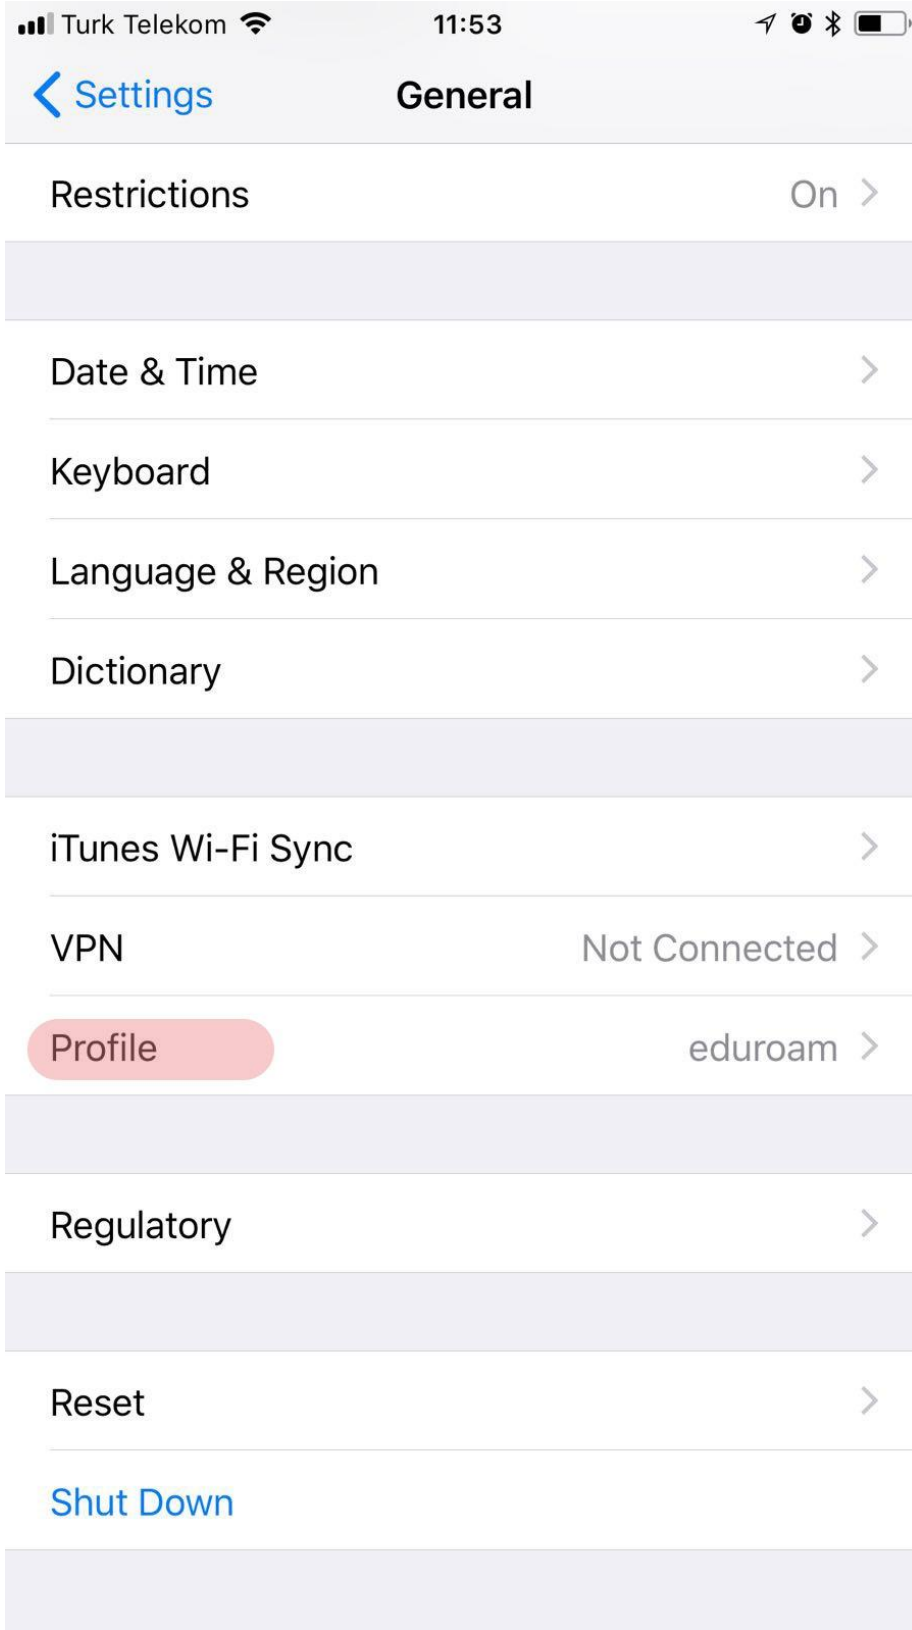 Turk Telekom 11:53
Settings General
Restrictions On
Date & Time
Keyboard
Language & Region
Dictionary
iTunes Wi-Fi Sync
VPN Not Connected
Profile eduroam
Regulatory
Reset
Shut Down